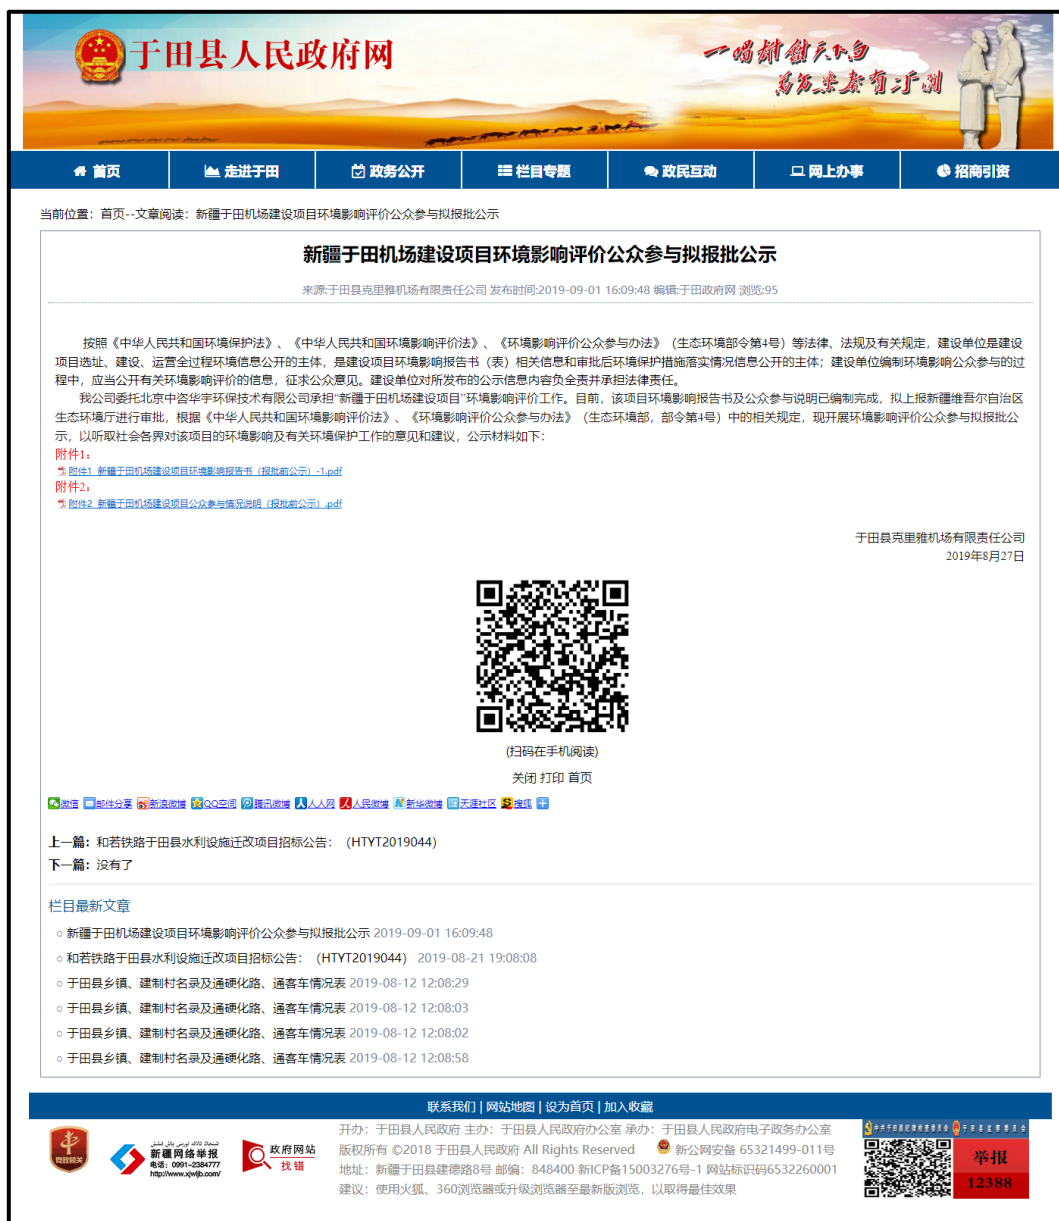 于田县人民政府网
一唱雄鸡天下白
万方乐奏有于阗
首页 走进于田 政务公开 栏目专题 政民互动 网上办事 招商引资
当前位置：首页--文章阅读：新疆于田机场建设项目环境影响评价公众参与拟报批公示
新疆于田机场建设项目环境影响评价公众参与拟报批公示
来源:于田县克里雅机场有限责任公司 发布时间:2019-09-01 16:09:48 编辑:于田政府网 浏览:95
按照《中华人民共和国环境保护法》、《中华人民共和国环境影响评价法》、《环境影响评价公众参与办法》（生态环境部令第4号）等法律、法规及有关规定，建设单位是建设
项目选址、建设、运营全过程环境信息公开的主体，是建设项目环境影响报告书（表）相关信息和审批后环境保护措施落实情况信息公开的主体；建设单位编制环境影响公众参与的过
程中，应当公开有关环境影响评价的信息，征求公众意见。建设单位对所发布的公示信息内容负全责并承担法律责任。
我公司委托北京中咨华宇环保技术有限公司承担"新疆于田机场建设项目"环境影响评价工作。目前，该项目环境影响报告书及公众参与说明已编制完成，拟上报新疆维吾尔自治区
生态环境厅进行审批，根据《中华人民共和国环境影响评价法》、《环境影响评价公众参与办法》（生态环境部，部令第4号）中的相关规定，现开展环境影响评价公众参与拟报批公
示，以听取社会各界对该项目的环境影响及有关环境保护工作的意见和建议，公示材料如下：
附件1：
附件1 新疆于田机场建设项目环境影响报告书（报批前公示）-1.pdf
附件2：
附件2 新疆于田机场建设项目公众参与情况说明（报批前公示）.pdf
于田县克里雅机场有限责任公司
2019年8月27日
(扫码在手机阅读)
关闭 打印 首页
微信 邮件分享 新浪微博 QQ空间 腾讯微博 人人网 人民微博 新华微博 天涯社区 搜狐
上一篇：和若铁路于田县水利设施迁改项目招标公告：（HTYT2019044）
下一篇：没有了
栏目最新文章
○ 新疆于田机场建设项目环境影响评价公众参与拟报批公示 2019-09-01 16:09:48
○ 和若铁路于田县水利设施迁改项目招标公告：（HTYT2019044） 2019-08-21 19:08:08
○ 于田县乡镇、建制村名录及通硬化路、通客车情况表 2019-08-12 12:08:29
○ 于田县乡镇、建制村名录及通硬化路、通客车情况表 2019-08-12 12:08:03
○ 于田县乡镇、建制村名录及通硬化路、通客车情况表 2019-08-12 12:08:02
○ 于田县乡镇、建制村名录及通硬化路、通客车情况表 2019-08-12 12:08:58
联系我们 | 网站地图 | 设为首页 | 加入收藏
党政机关
新疆网络举报
电话：0991-2384777
http://www.xjwljb.com/
政府网站
找错
开办：于田县人民政府 主办：于田县人民政府办公室 承办：于田县人民政府电子政务办公室
版权所有 ©2018 于田县人民政府 All Rights Reserved 新公网安备 65321499-011号
地址：新疆于田县建德路8号 邮编：848400 新ICP备15003276号-1 网站标识码6532260001
建议：使用火狐、360浏览器或升级浏览器至最新版浏览，以取得最佳效果
中共于田县纪律检查委员会 于田县监察委员会
举报
12388